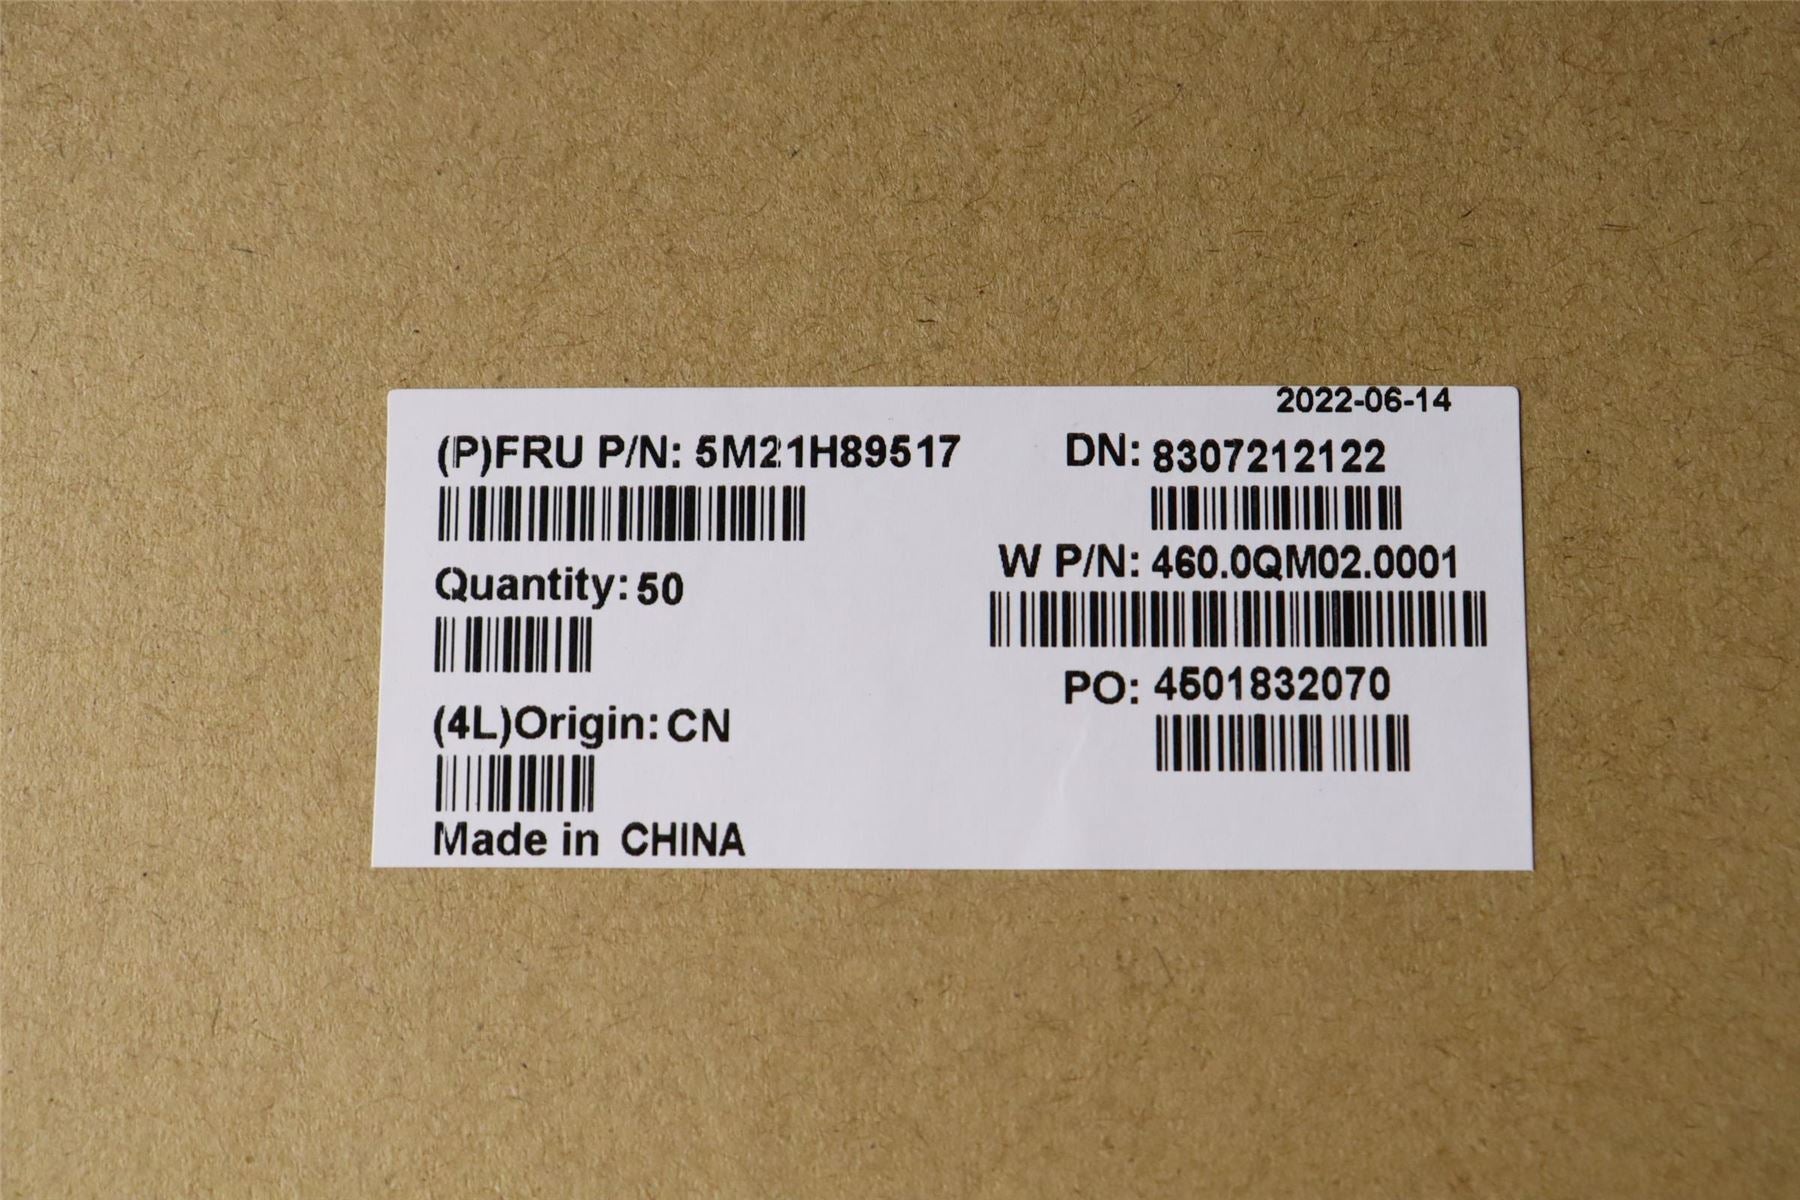 2022-06-14
(P)FRU P/N: 5M21H89517
DN: 8307212122
W P/N: 460.0QM02.0001
Quantity: 50
PO: 4501832070
(4L)Origin: CN
Made in CHINA